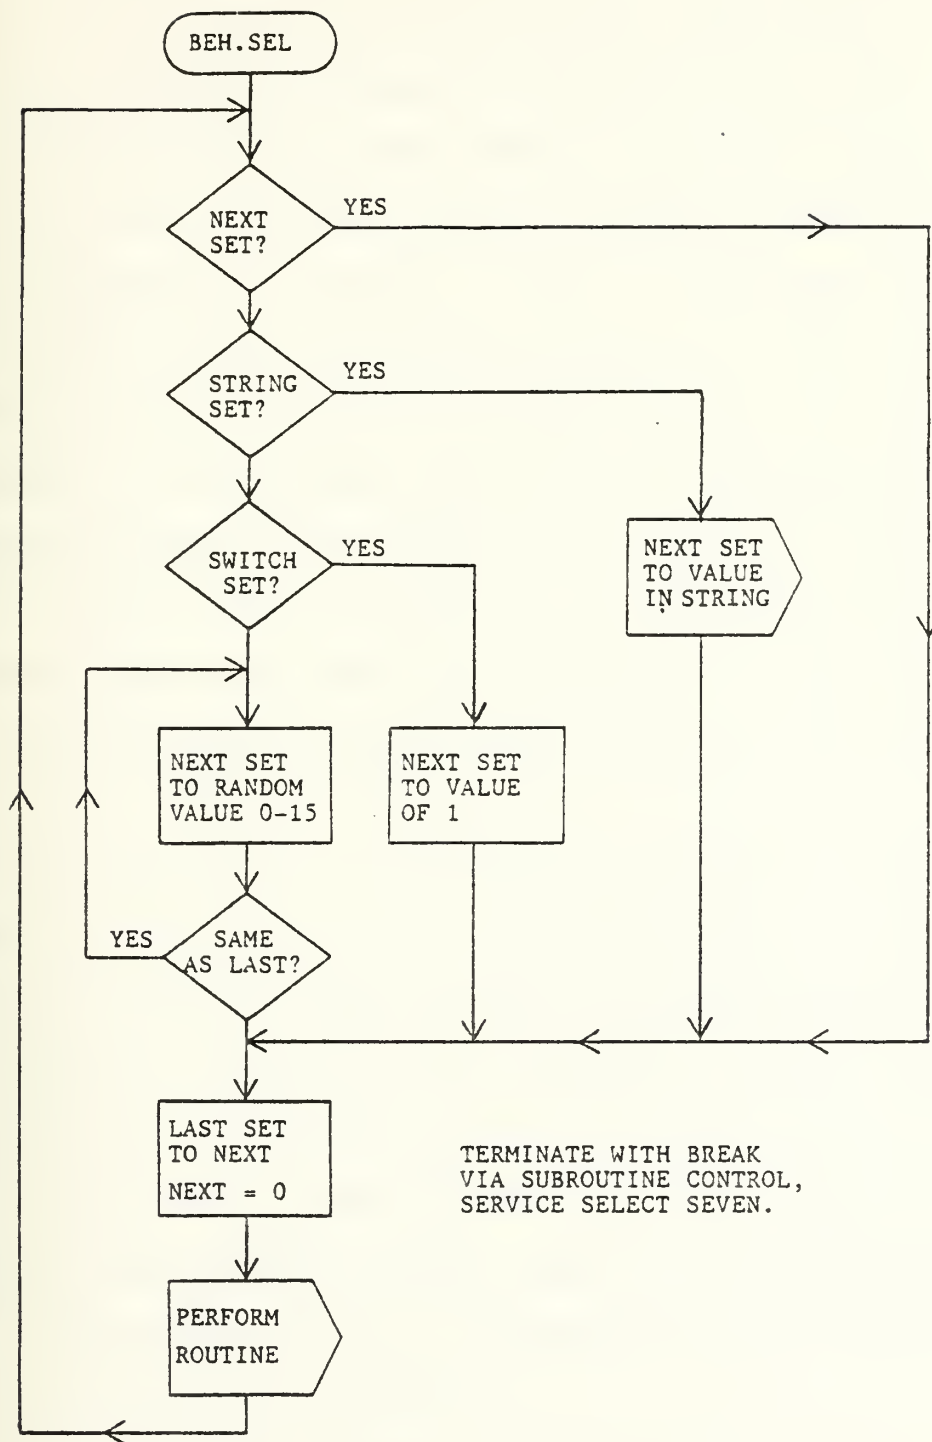 BEH.SEL
YES
NEXT
SET?
YES
STRING
SET?
YES
SWITCH
SET?
NEXT SET
TO VALUE
IN STRING
NEXT SET
TO RANDOM
VALUE 0-15
NEXT SET
TO VALUE
OF 1
YES
SAME
AS LAST?
LAST SET
TO NEXT
NEXT = 0
TERMINATE WITH BREAK
VIA SUBROUTINE CONTROL,
SERVICE SELECT SEVEN.
PERFORM
ROUTINE